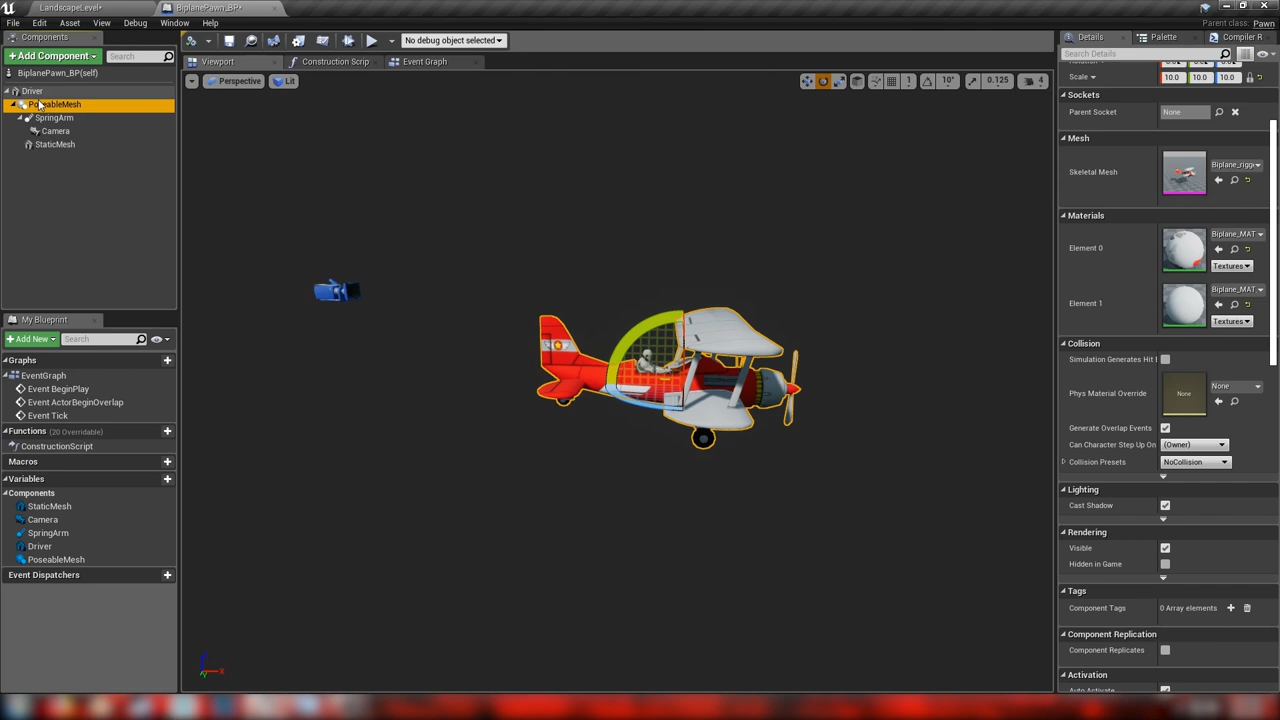 LandscapeLevel*
BiplanePawn_BP*
File Edit Asset View Debug Window Help
Parent class: Pawn
Components
Add Component
Search
BiplanePawn_BP(self)
Driver
PoseableMesh
SpringArm
Camera
StaticMesh
My Blueprint
Add New
Search
Graphs
EventGraph
Event BeginPlay
Event ActorBeginOverlap
Event Tick
Functions (20 Overridable)
ConstructionScript
Macros
Variables
Components
StaticMesh
Camera
SpringArm
Driver
PoseableMesh
Event Dispatchers
No debug object selected
Viewport
Construction Scrip
Event Graph
Perspective
Lit
1
10°
0.125
4
Details
Palette
Compiler R
Search Details
Scale
10.0 10.0 10.0
Sockets
Parent Socket
None
Mesh
Skeletal Mesh
Biplane_rigg
Materials
Element 0
Biplane_MAT
Textures
Element 1
Biplane_MAT
Textures
Collision
Simulation Generates Hit E
Phys Material Override
None
None
Generate Overlap Events
Can Character Step Up On
(Owner)
Collision Presets
NoCollision
Lighting
Cast Shadow
Rendering
Visible
Hidden in Game
Tags
Component Tags
0 Array elements
Component Replication
Component Replicates
Activation
Auto Activate